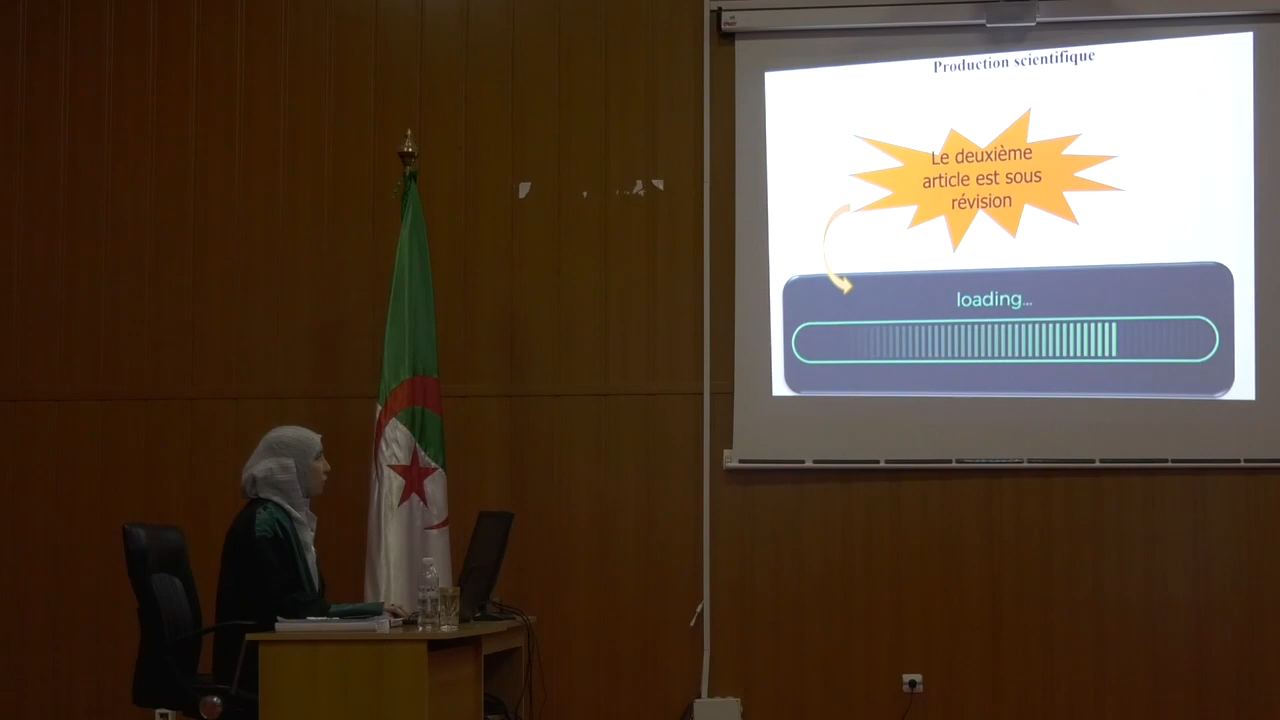 Production scientifique
Le deuxième
article est sous
révision
loading...